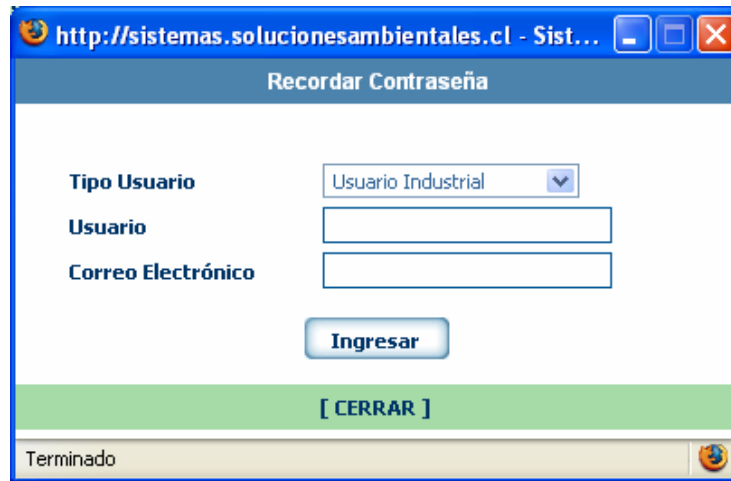 http://sistemas.solucionesambientales.cl - Sist...
Recordar Contraseña
Tipo Usuario Usuario Industrial
Usuario
Correo Electrónico
Ingresar
[ CERRAR ]
Terminado